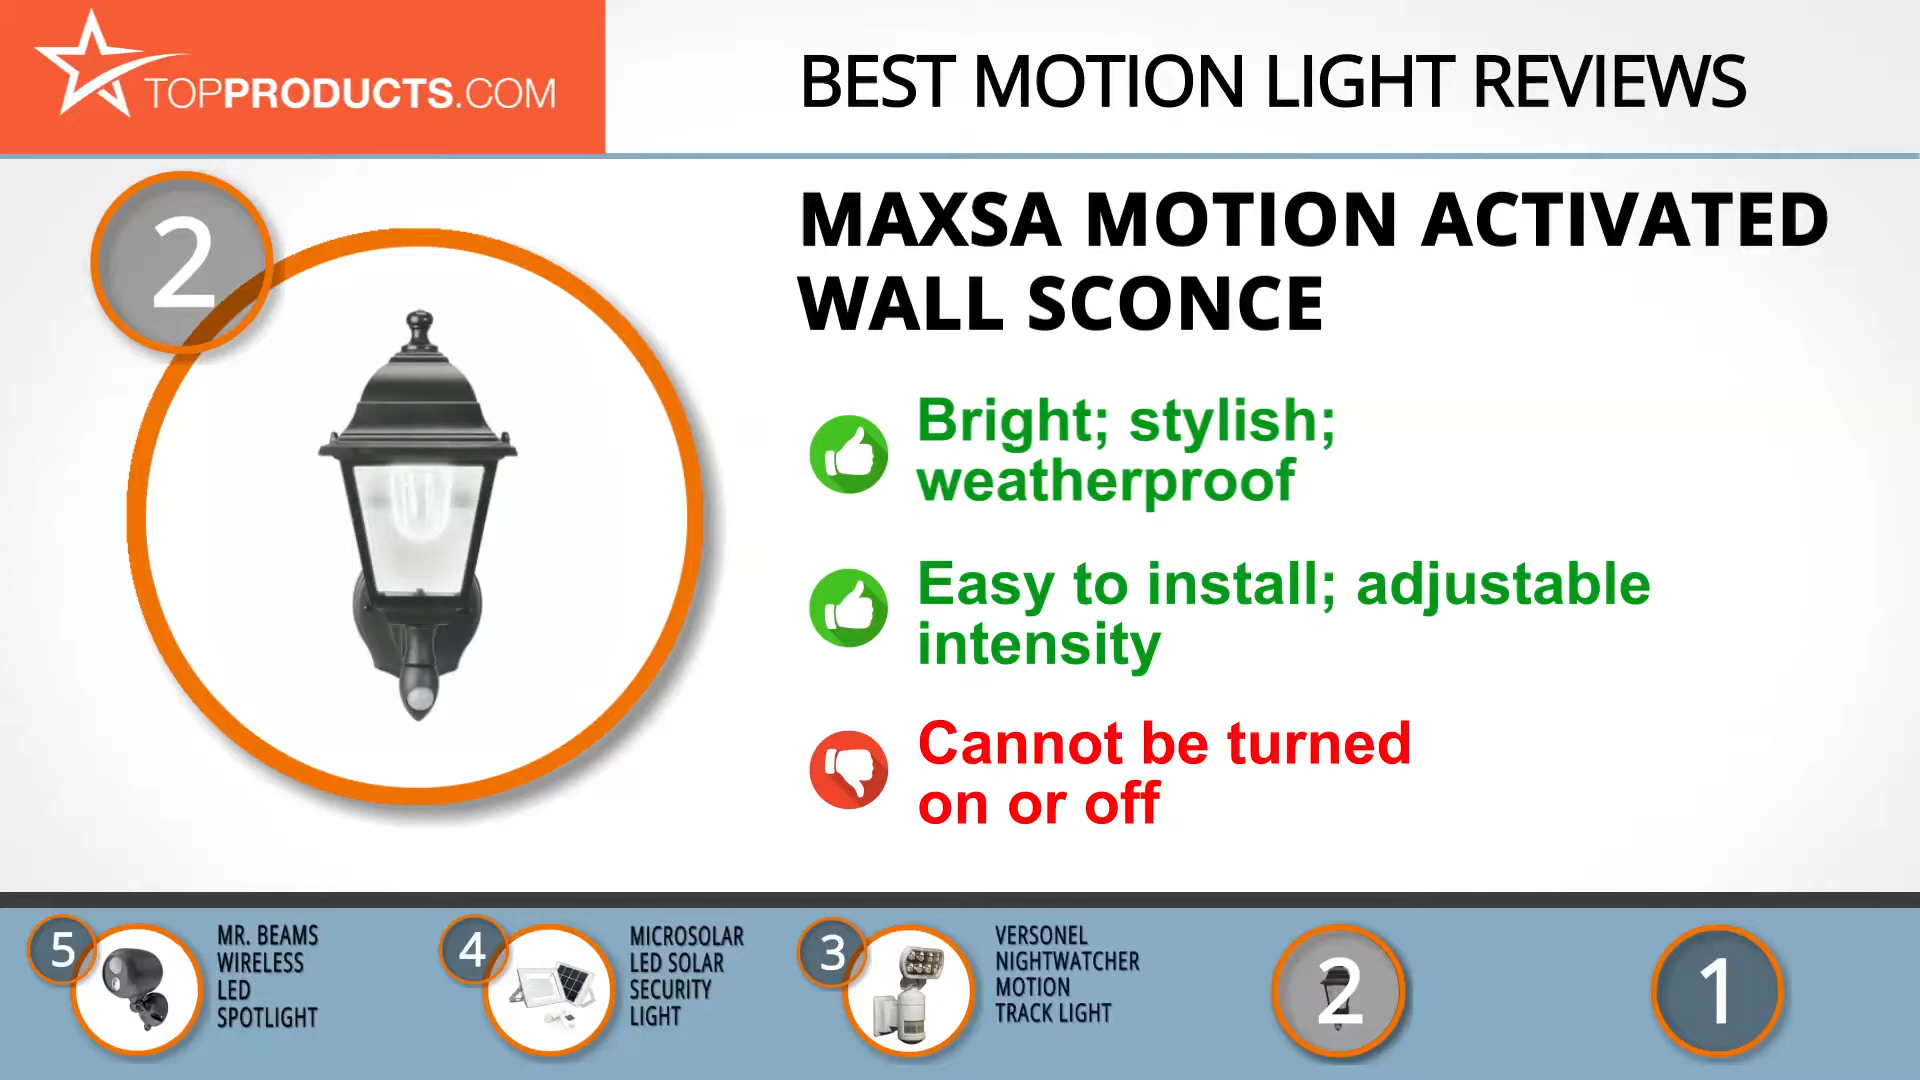 TOPPRODUCTS.COM
BEST MOTION LIGHT REVIEWS
2
MAXSA MOTION ACTIVATED
WALL SCONCE
Bright; stylish;
weatherproof
Easy to install; adjustable
intensity
Cannot be turned
on or off
5
MR. BEAMS
WIRELESS
LED
SPOTLIGHT
4
MICROSOLAR
LED SOLAR
SECURITY
LIGHT
3
VERSONEL
NIGHTWATCHER
MOTION
TRACK LIGHT
2
1